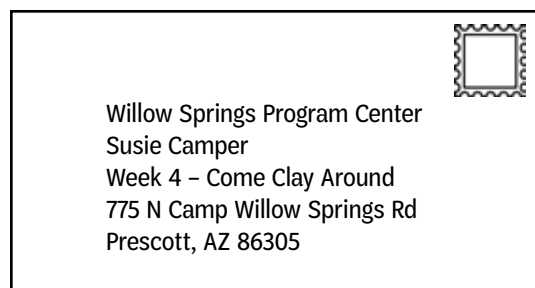 Willow Springs Program Center
Susie Camper
Week 4 – Come Clay Around
775 N Camp Willow Springs Rd
Prescott, AZ 86305